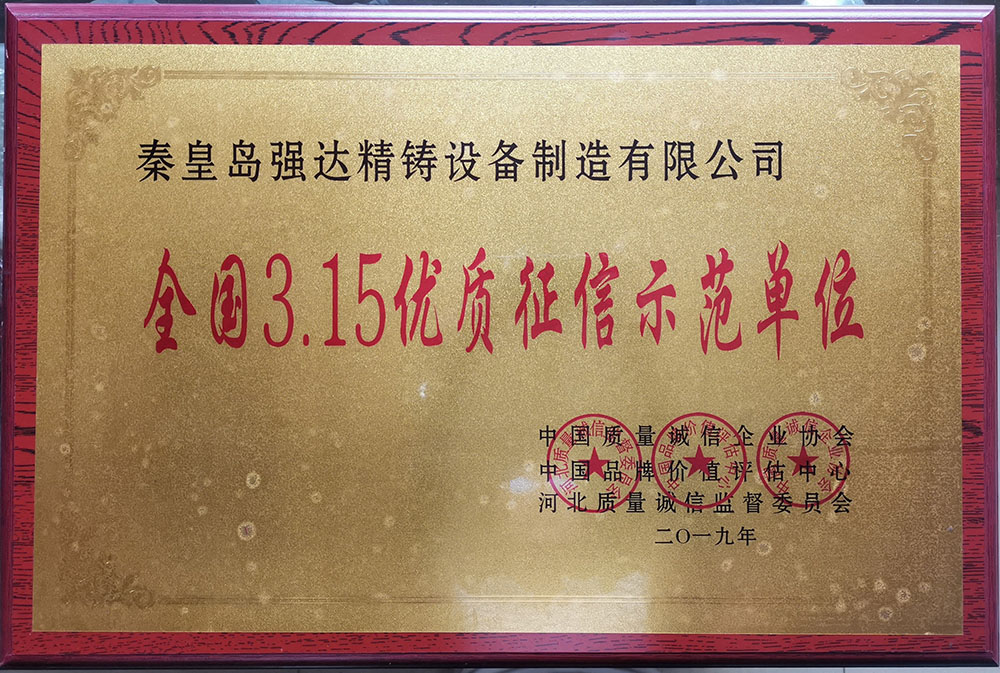 秦皇岛强达精铸设备制造有限公司
全国3.15优质征信示范单位
中国质量诚信企业协会
中国品牌价值评估中心
河北质量诚信监督委员会
二〇一九年